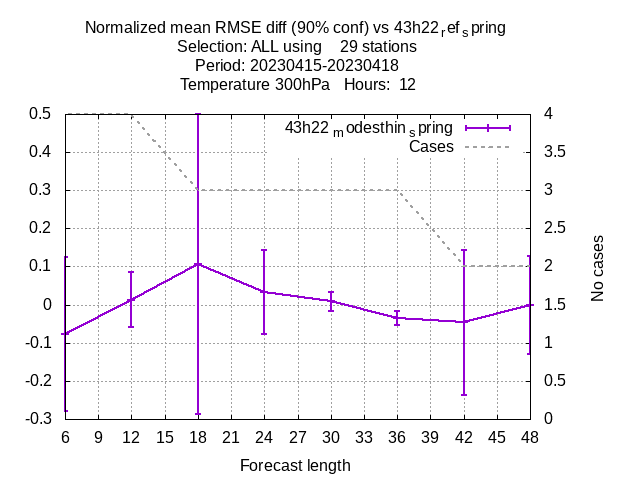 Normalized mean RMSE diff (90% conf) vs 43h22refspring
Selection: ALL using 29 stations
Period: 20230415-20230418
Temperature 300hPa Hours: 12
43h22modesthinspring
Cases
0.5
0.4
0.3
0.2
0.1
0
-0.1
-0.2
-0.3
4
3.5
3
2.5
2
1.5
1
0.5
0
No cases
6 9 12 15 18 21 24 27 30 33 36 39 42 45 48
Forecast length